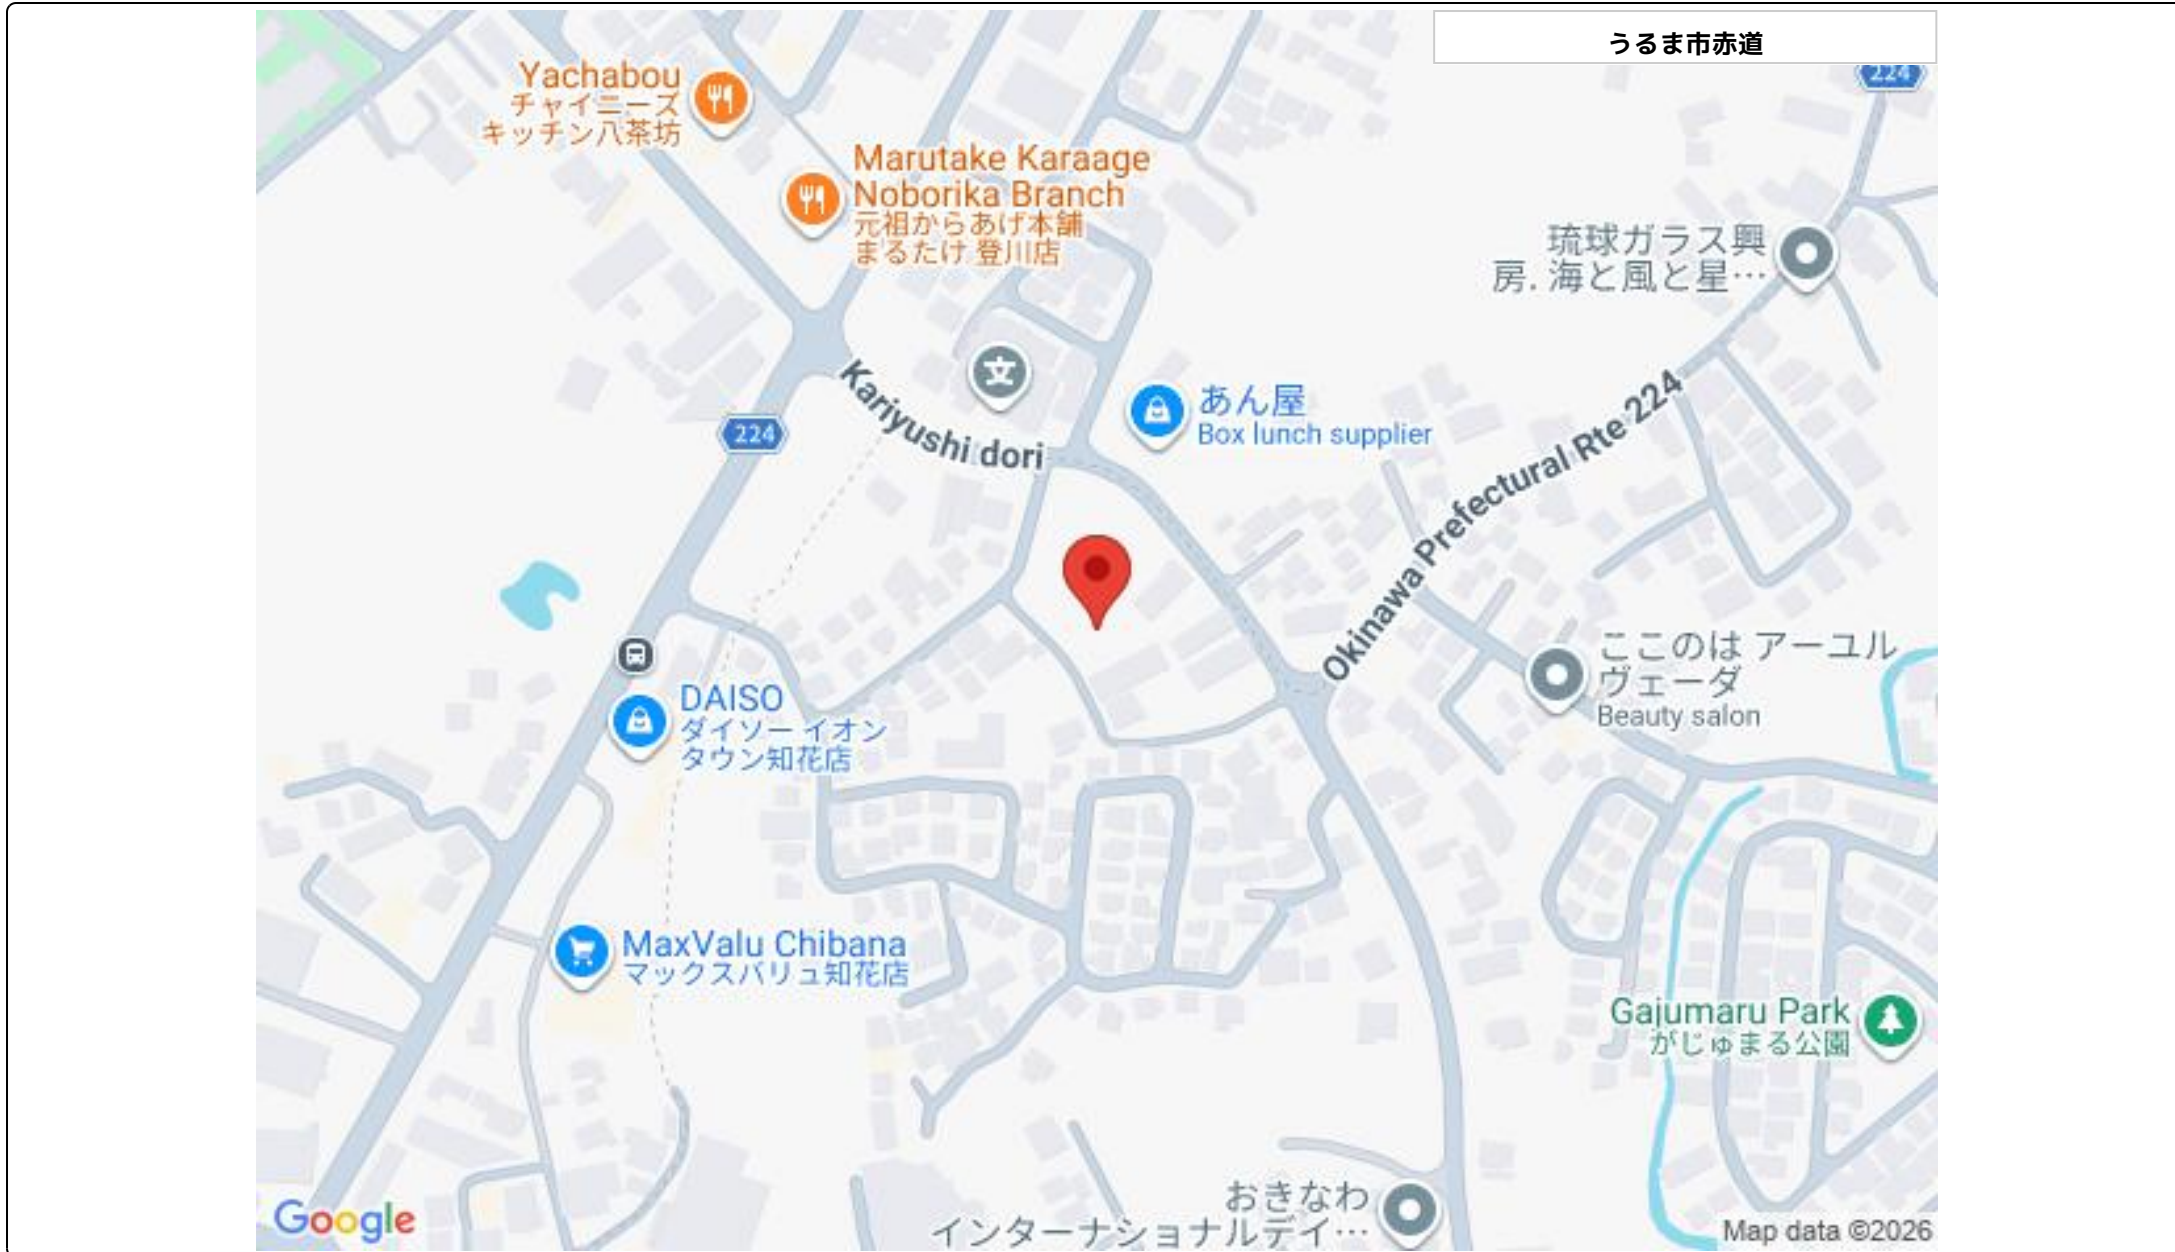 うるま市赤道
224
Yachabou
チャイニーズ
キッチン八茶坊
Marutake Karaage
Noborika Branch
元祖からあげ本舗
まるたけ 登川店
琉球ガラス興
房. 海と風と星…
Kariyushi dori
文
224
あん屋
Box lunch supplier
Okinawa Prefectural Rte 224
ここのは アーユル
ヴェーダ
Beauty salon
DAISO
ダイソー イオン
タウン知花店
MaxValu Chibana
マックスバリュ知花店
Gajumaru Park
がじゅまる公園
おきなわ
インターナショナルデイ…
Google
Map data ©2026